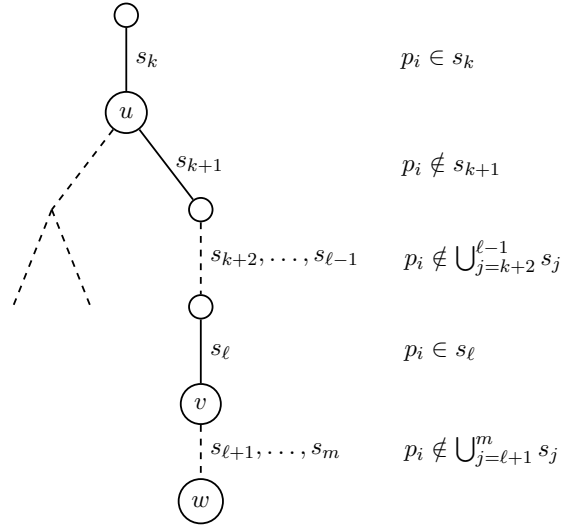 s_k p_i ∈ s_k
u
s_{k+1} p_i ∉ s_{k+1}
s_{k+2}, …, s_{ℓ−1} p_i ∉ ⋃_{j=k+2}^{ℓ−1} s_j
s_ℓ p_i ∈ s_ℓ
v
s_{ℓ+1}, …, s_m p_i ∉ ⋃_{j=ℓ+1}^{m} s_j
w